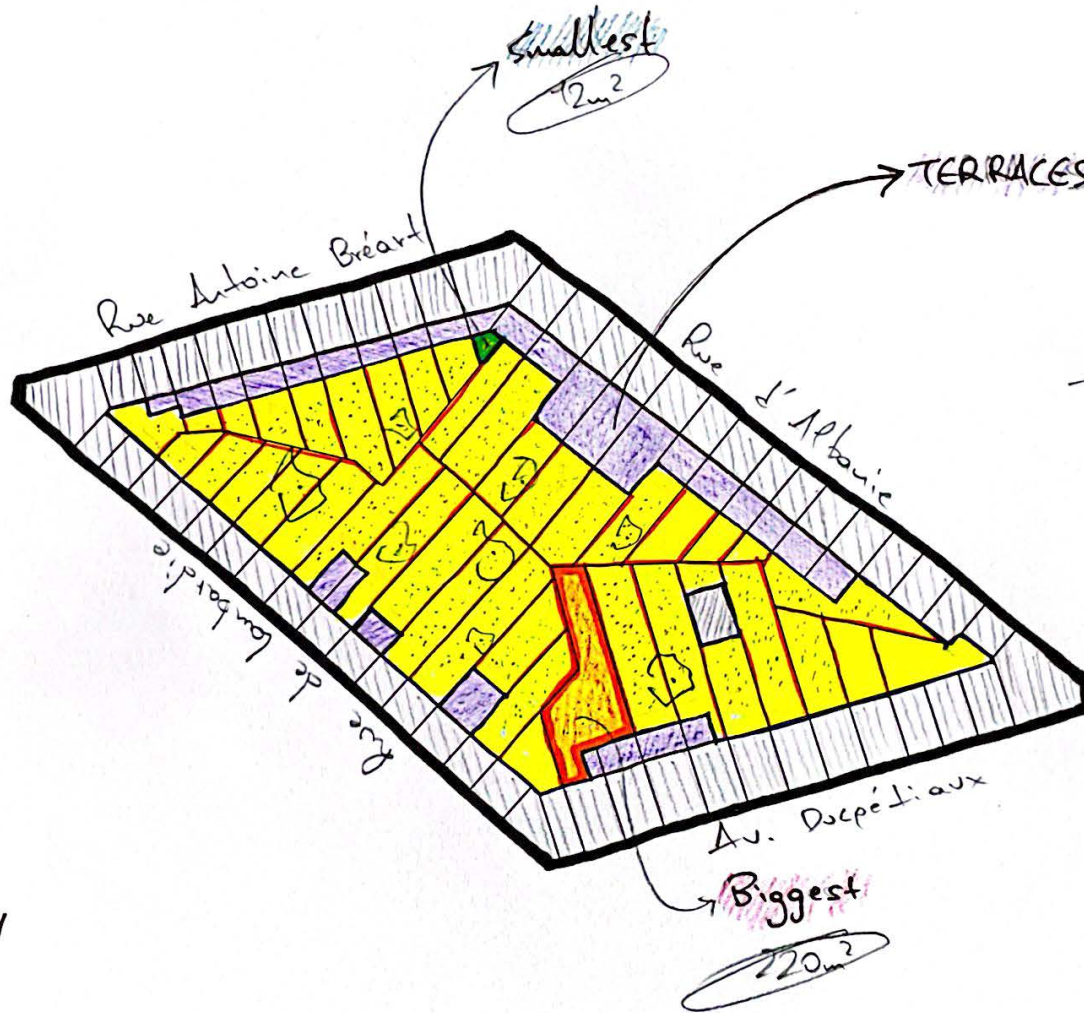 Smallest
12m²
TERRACES
Rue Antoine Bréart
Rue d'Albanie
Rue de Lombardie
Av. Ducpétiaux
Biggest
220m²